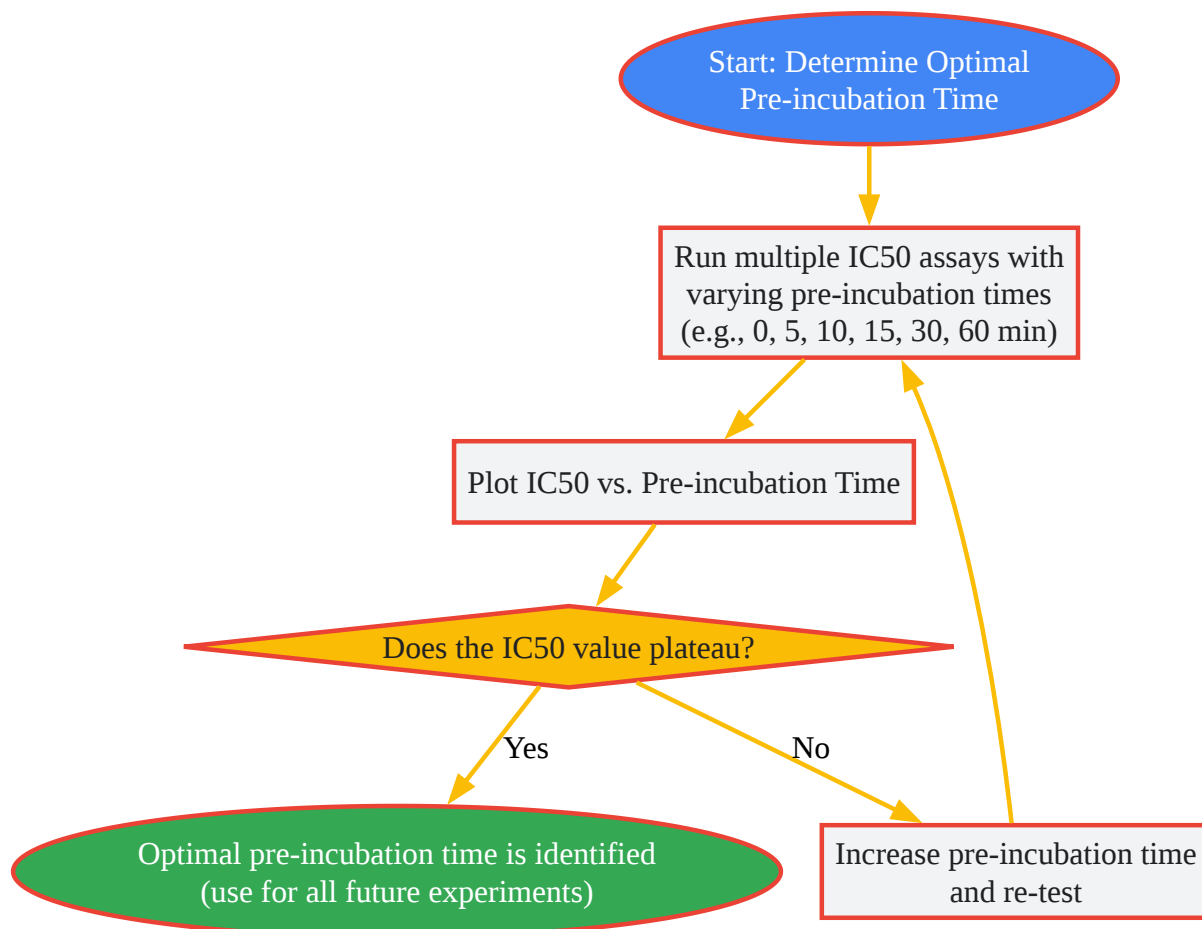 Start: Determine Optimal
Pre-incubation Time
Run multiple IC50 assays with
varying pre-incubation times
(e.g., 0, 5, 10, 15, 30, 60 min)
Plot IC50 vs. Pre-incubation Time
Does the IC50 value plateau?
Yes
No
Optimal pre-incubation time is identified
(use for all future experiments)
Increase pre-incubation time
and re-test